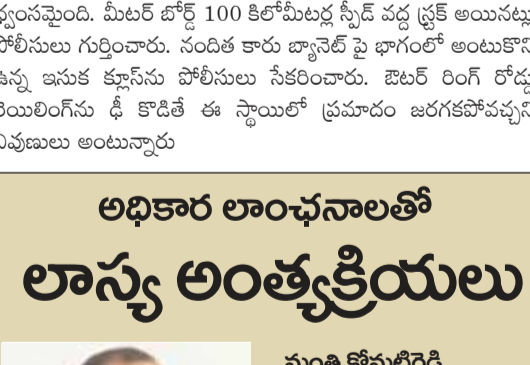 ధ్వంసమైంది. మీటర్ బోర్డ్ 100 కిలోమీటర్ల స్పీడ్ వద్ద స్ట్రక్ అయినట్లు
పోలీసులు గుర్తించారు. నందిత కారు బ్యానెట్ పై భాగంలో అంటుకొని
ఉన్న ఇసుక క్లూస్‌ను పోలీసులు సేకరించారు. ఔటర్ రింగ్ రోడ్డు
రెయిలింగ్‌ను ఢీ కొడితే ఈ స్థాయిలో ప్రమాదం జరగకపోవచ్చని
నిపుణులు అంటున్నారు
అధికార లాంఛనాలతో
లాస్య అంత్యక్రియలు
మంత్రి కోమటిరెడ్డి